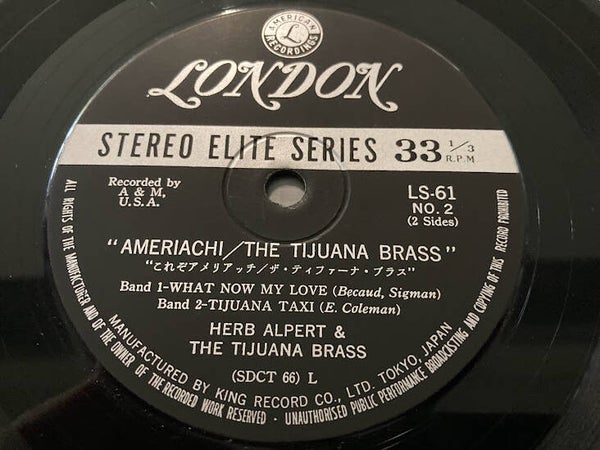 AMERICAN
L
RECORDINGS
LONDON
STEREO ELITE SERIES 33 1/3 R.P.M
Recorded by
A & M,
U.S.A.
LS-61
NO. 2
(2 Sides)
"AMERIACHI/THE TIJUANA BRASS"
"これぞアメリアッチ/ザ・ティファーナ・ブラス"
Band 1-WHAT NOW MY LOVE (Becaud, Sigman)
Band 2-TIJUANA TAXI (E. Coleman)
HERB ALPERT &
THE TIJUANA BRASS
(SDCT 66) L
MANUFACTURED BY KING RECORD CO., LTD. TOKYO, JAPAN
ALL RIGHTS OF THE MANUFACTURER AND OF THE OWNER OF THE RECORDED WORK RESERVED - UNAUTHORISED PUBLIC PERFORMANCE BROADCASTING AND COPYING OF THIS RECORD PROHIBITED